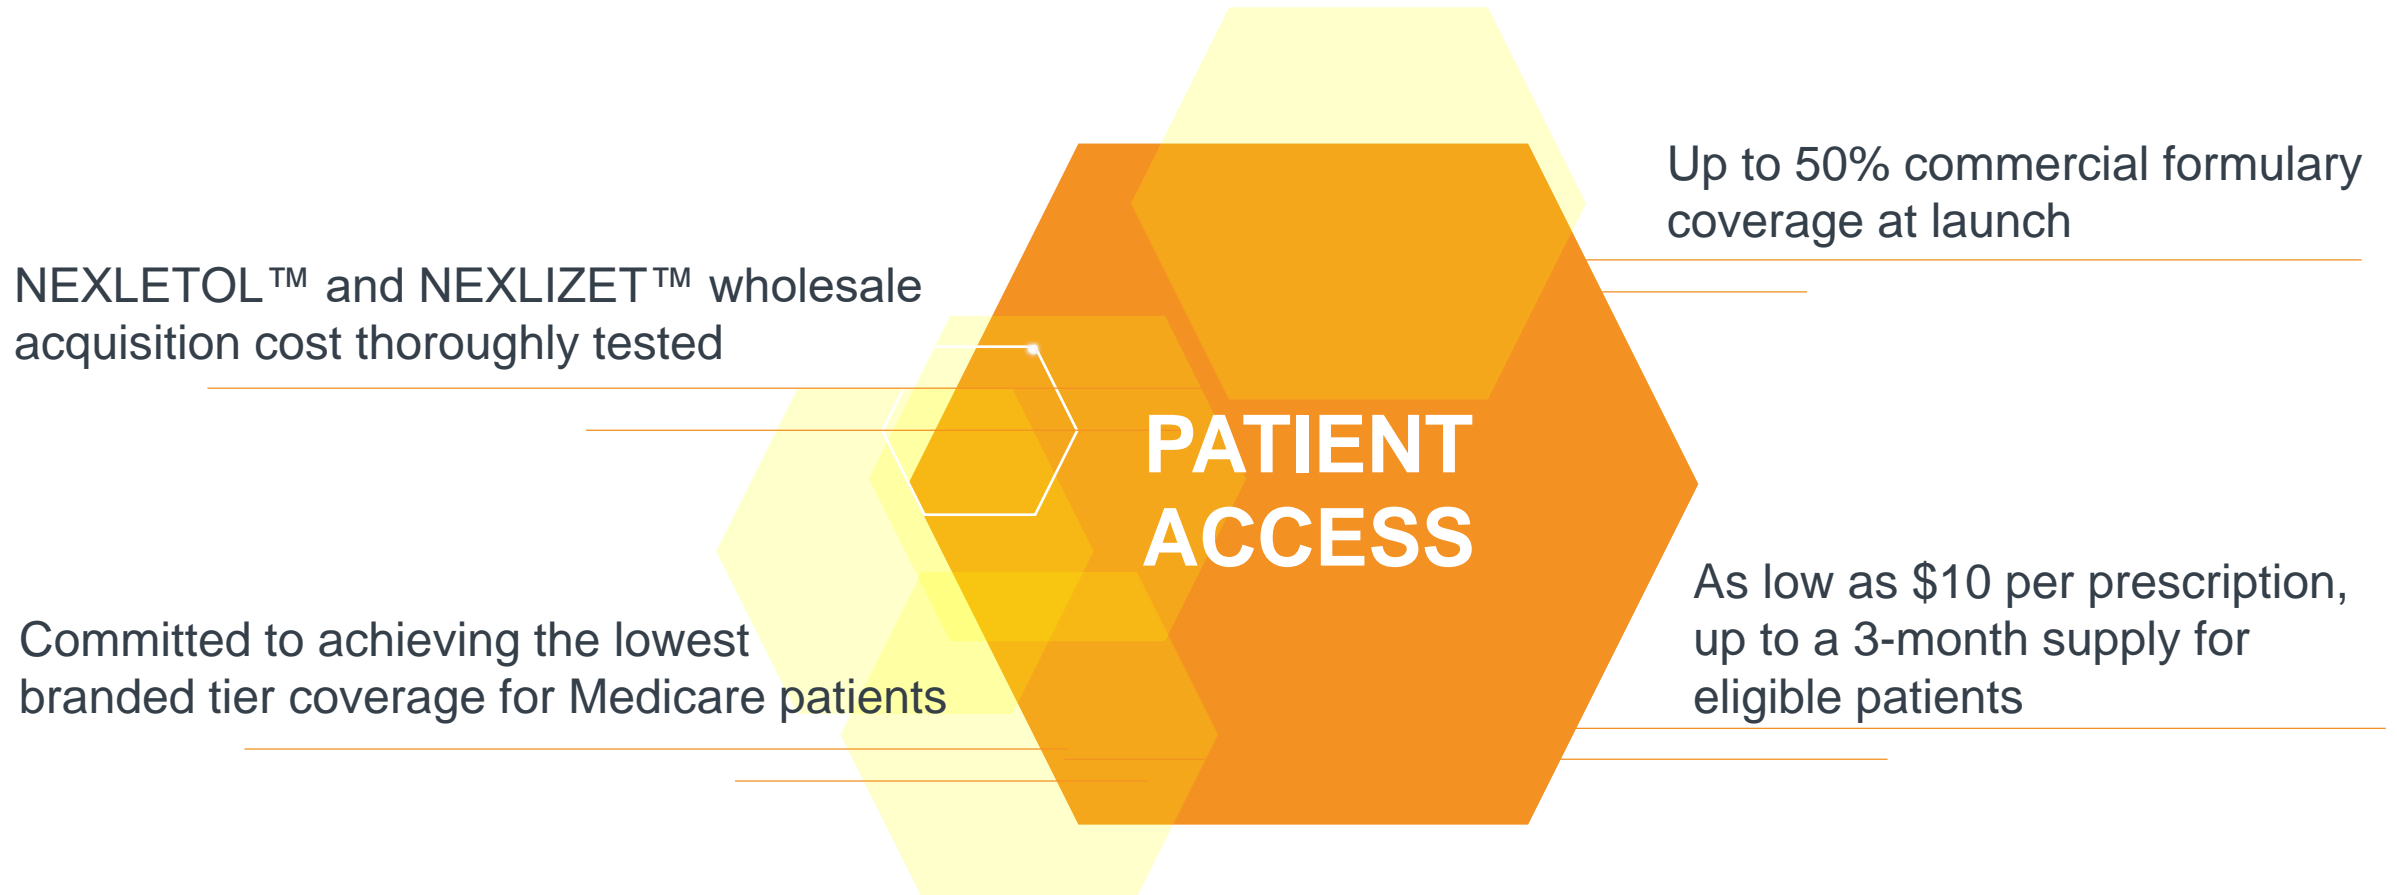 NEXLETOL™ and NEXLIZET™ wholesale
acquisition cost thoroughly tested
Committed to achieving the lowest
branded tier coverage for Medicare patients
PATIENT
ACCESS
Up to 50% commercial formulary
coverage at launch
As low as $10 per prescription,
up to a 3-month supply for
eligible patients